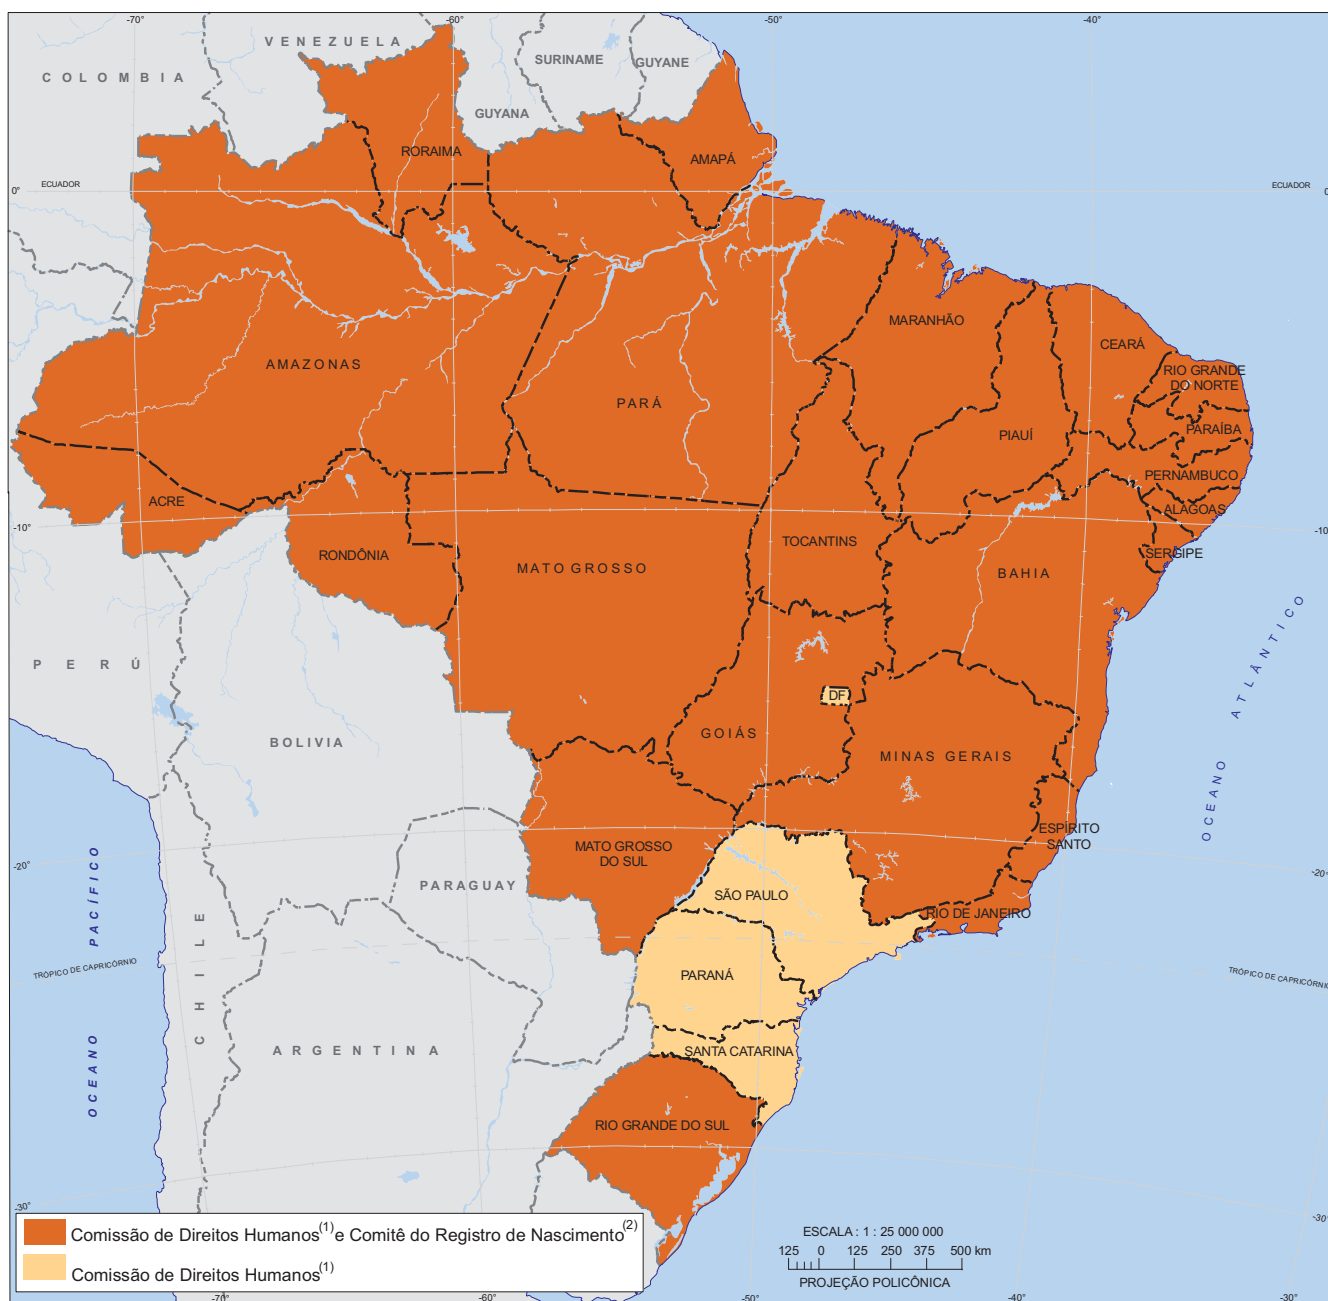 -70°
-60°
-50°
-40°
VENEZUELA
COLOMBIA
SURINAME
GUYANE
GUYANA
RORAIMA
AMAPÁ
0°
ECUADOR
ECUADOR
0
MARANHÃO
CEARÁ
AMAZONAS
RIO GRANDE
DO NORTE
PARÁ
PIAUÍ
PARAÍBA
PERNAMBUCO
ACRE
ALAGOAS
-10°
-10
RONDÔNIA
TOCANTINS
SERGIPE
MATO GROSSO
BAHIA
PERÚ
OCEANO ATLÂNTICO
DF
GOIÁS
BOLIVIA
MINAS GERAIS
ESPÍRITO
SANTO
MATO GROSSO
DO SUL
-20°
-20°
PARAGUAY
SÃO PAULO
RIO DE JANEIRO
OCEANO PACÍFICO
CHILE
TRÓPICO DE CAPRICÓRNIO
TRÓPICO DE CAPRICÓRNIO
PARANÁ
ARGENTINA
SANTA CATARINA
RIO GRANDE DO SUL
-30°
-30°
Comissão de Direitos Humanos(1) e Comitê do Registro de Nascimento(2)
Comissão de Direitos Humanos(1)
ESCALA : 1 : 25 000 000
125 0 125 250 375 500 km
PROJEÇÃO POLICÔNICA
-70°
-60°
-50°
-40°
-30°